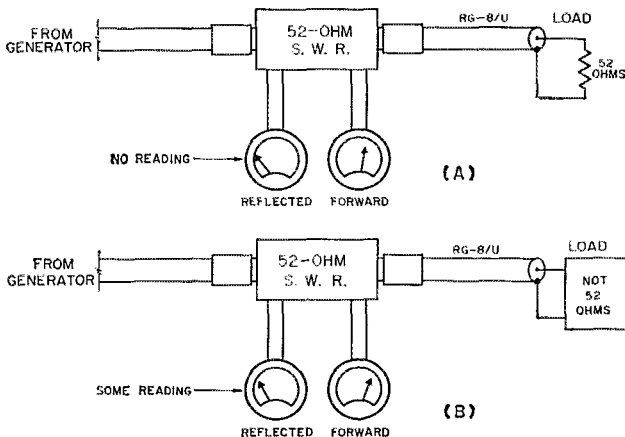 FROM
GENERATOR
52-OHM
S. W. R.
RG-8/U
LOAD
52
OHMS
NO READING
REFLECTED
FORWARD
(A)
FROM
GENERATOR
52-OHM
S. W. R.
RG-8/U
LOAD
NOT
52
OHMS
SOME READING
REFLECTED
FORWARD
(B)